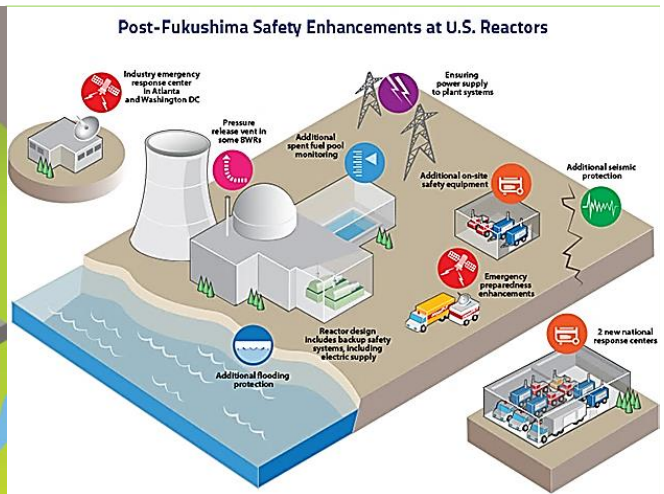 Post-Fukushima Safety Enhancements at U.S. Reactors
Industry emergency
response center
in Atlanta
and Washington DC
Pressure
release vent in
some BWRs
Additional
spent fuel pool
monitoring
Ensuring
power supply
to plant systems
Additional on-site
safety equipment
Additional seismic
protection
Emergency
preparedness
enhancements
Reactor design
includes backup safety
systems, including
electric supply
Additional flooding
protection
2 new national
response centers